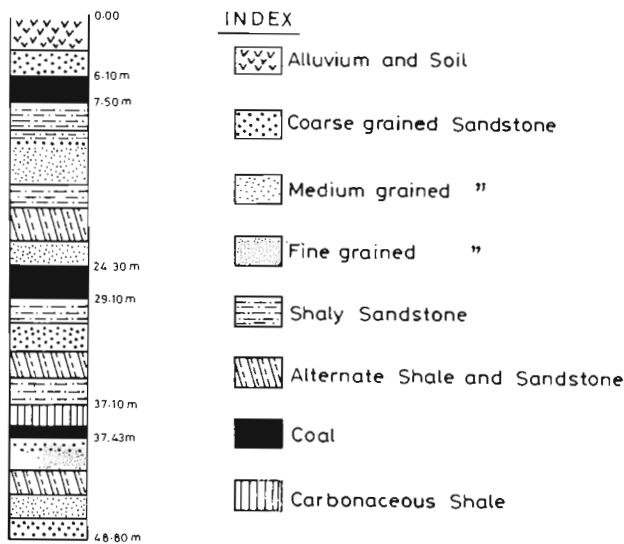 0·00
6·10 m
7·50 m
24·30 m
29·10 m
37·10 m
37.43 m
48·80 m
INDEX
Alluvium and Soil
Coarse grained Sandstone
Medium grained "
Fine grained "
Shaly Sandstone
Alternate Shale and Sandstone
Coal
Carbonaceous Shale